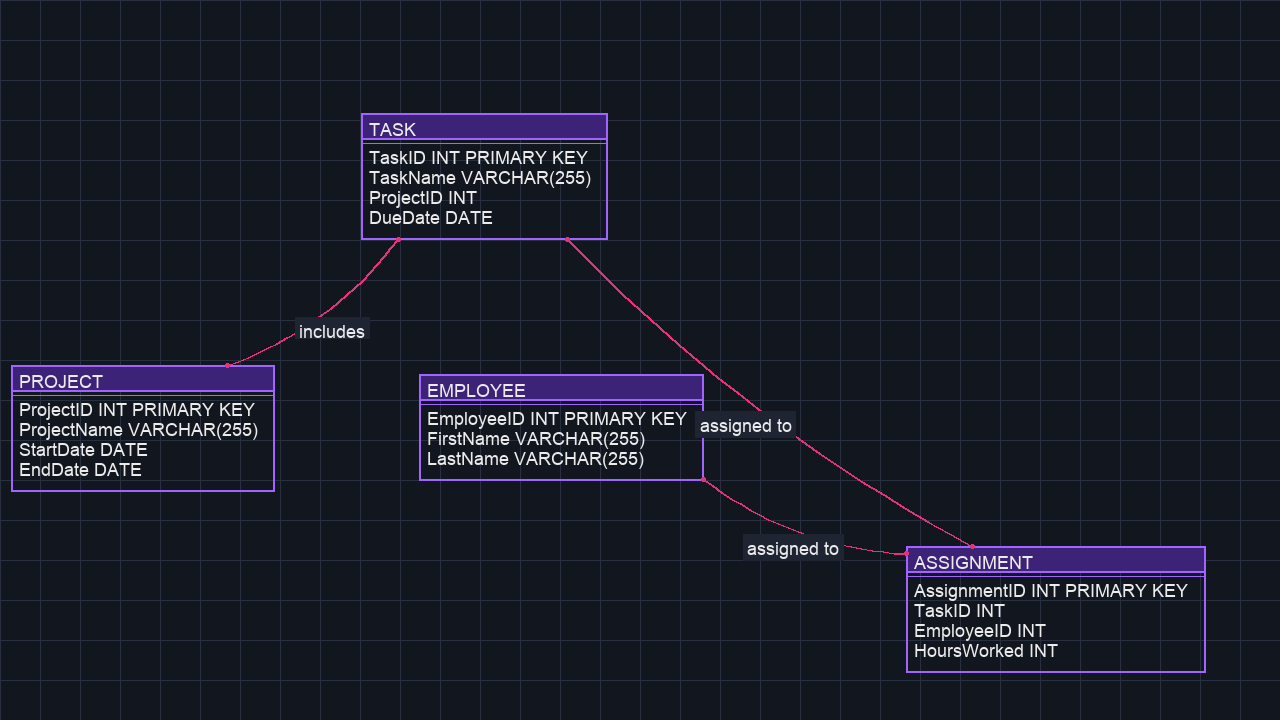 TASK
TaskID INT PRIMARY KEY
TaskName VARCHAR(255)
ProjectID INT
DueDate DATE
includes
PROJECT
ProjectID INT PRIMARY KEY
ProjectName VARCHAR(255)
StartDate DATE
EndDate DATE
EMPLOYEE
EmployeeID INT PRIMARY KEY
FirstName VARCHAR(255)
LastName VARCHAR(255)
assigned to
assigned to
ASSIGNMENT
AssignmentID INT PRIMARY KEY
TaskID INT
EmployeeID INT
HoursWorked INT